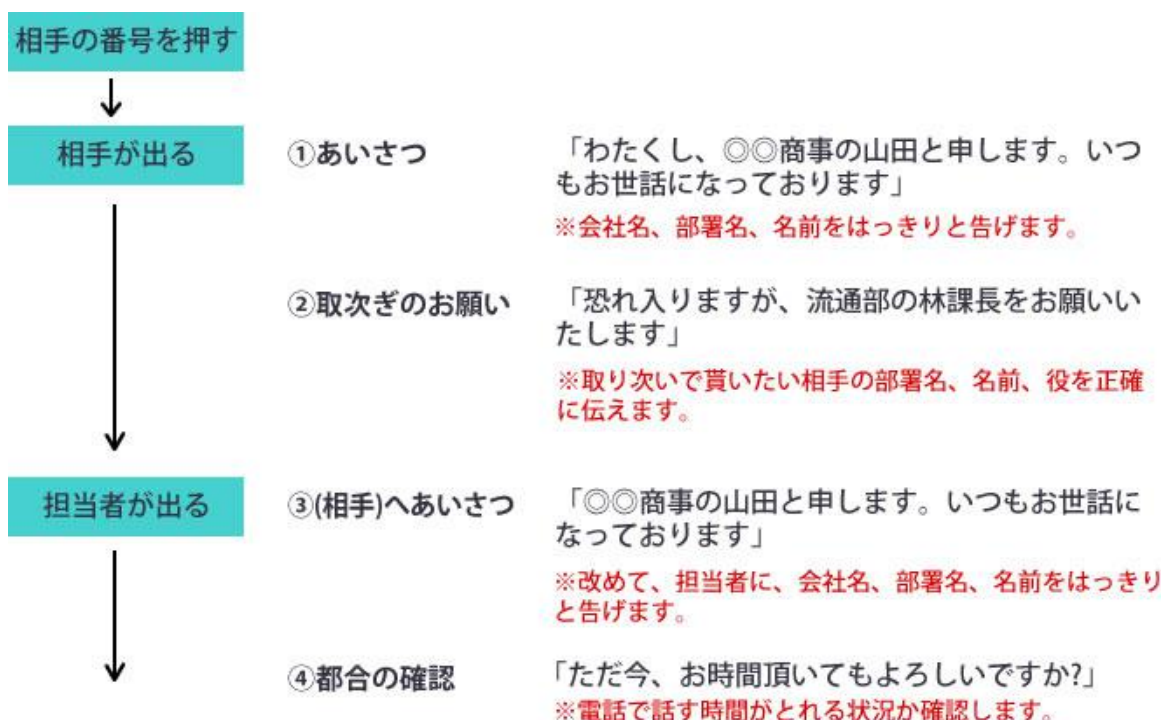 相手の番号を押す
相手が出る
①あいさつ
「わたくし、◎◎商事の山田と申します。いつ
もお世話になっております」
※会社名、部署名、名前をはっきりと告げます。
②取次ぎのお願い
「恐れ入りますが、流通部の林課長をお願いい
たします」
※取り次いで貰いたい相手の部署名、名前、役を正確
に伝えます。
担当者が出る
③(相手)へあいさつ
「◎◎商事の山田と申します。いつもお世話に
なっております」
※改めて、担当者に、会社名、部署名、名前をはっきり
と告げます。
④都合の確認
「ただ今、お時間頂いてもよろしいですか?」
※電話で話す時間がとれる状況か確認します。